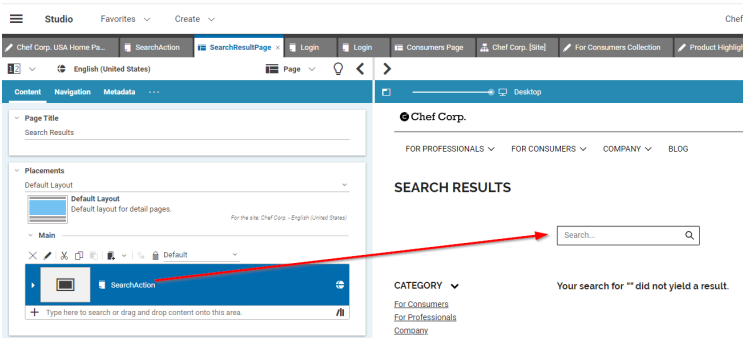 Studio Favorites Create Chef
Chef Corp. USA Home Pa... SearchAction SearchResultPage × Login Login Consumers Page Chef Corp. [Site] For Consumers Collection Product Highligh
English (United States) Page
Content Navigation Metadata ... Desktop
Page Title
Search Results
Chef Corp.
FOR PROFESSIONALS FOR CONSUMERS COMPANY BLOG
Placements
Default Layout
Default Layout
Default layout for detail pages.
For the site: Chef Corp. - English (United States)
SEARCH RESULTS
Main
Default
Search...
SearchAction
Type here to search or drag and drop content onto this area.
CATEGORY
Your search for "" did not yield a result.
For Consumers
For Professionals
Company